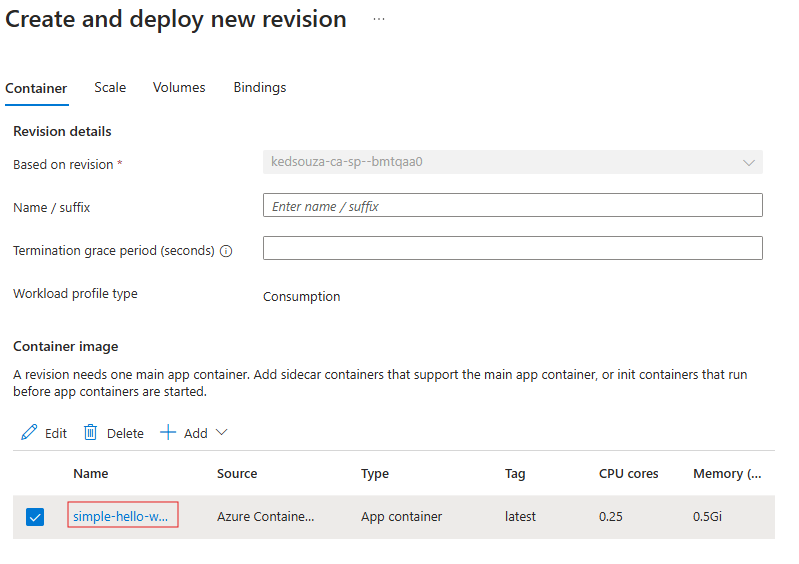 Create and deploy new revision ...
Container Scale Volumes Bindings
Revision details
Based on revision * kedsouza-ca-sp--bmtqaa0
Name / suffix Enter name / suffix
Termination grace period (seconds)
Workload profile type Consumption
Container image
A revision needs one main app container. Add sidecar containers that support the main app container, or init containers that run
before app containers are started.
Edit Delete Add
Name Source Type Tag CPU cores Memory (...
simple-hello-w... Azure Containe... App container latest 0.25 0.5Gi